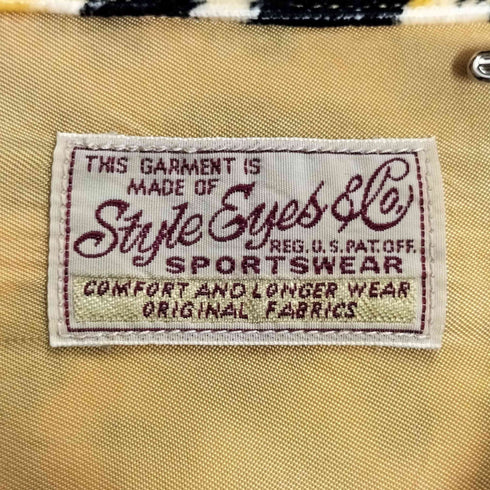 THIS GARMENT IS
MADE OF
Style Eyes & Co
REG. U.S. PAT. OFF.
SPORTSWEAR
COMFORT AND LONGER WEAR
ORIGINAL FABRICS